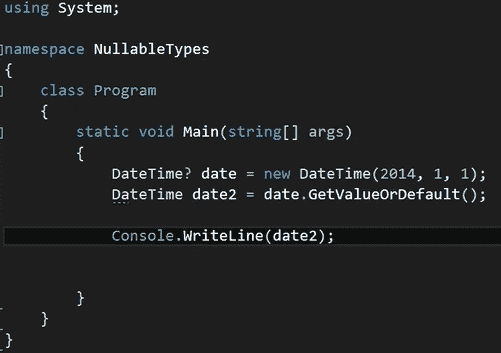 using System;
namespace NullableTypes
{
    class Program
    {
        static void Main(string[] args)
        {
            DateTime? date = new DateTime(2014, 1, 1);
            DateTime date2 = date.GetValueOrDefault();
            Console.WriteLine(date2);
        }
    }
}